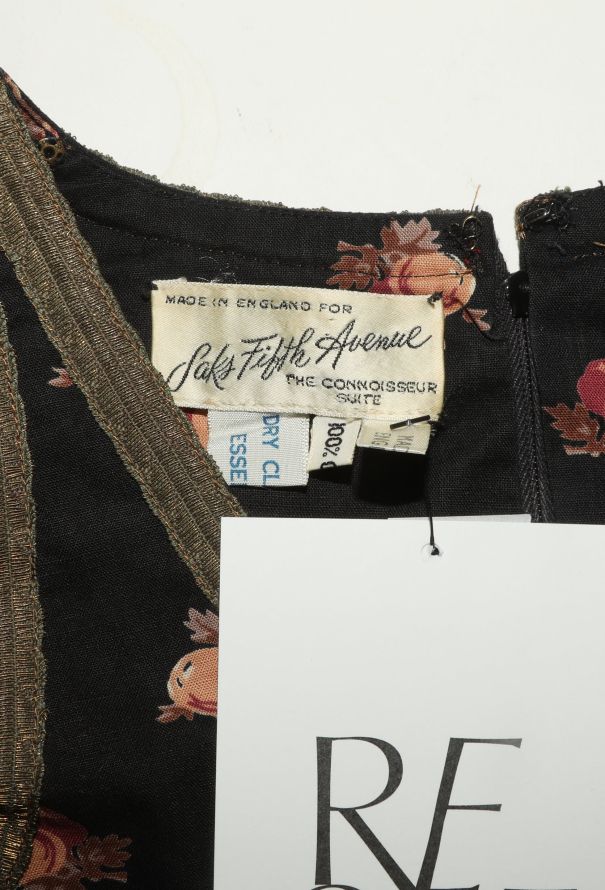 MADE IN ENGLAND FOR
Saks Fifth Avenue
THE CONNOISSEUR
SUITE
DRY CL
ESSE
100%
RE